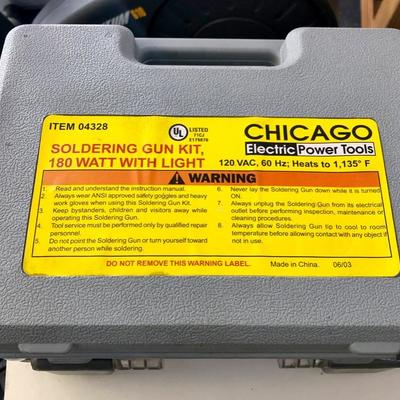 ITEM 04328
UL
LISTED
71CJ
E179876
CHICAGO
Electric Power Tools
SOLDERING GUN KIT,
180 WATT WITH LIGHT
120 VAC, 60 Hz; Heats to 1,135° F
WARNING
1. Read and understand the instruction manual.
2. Always wear ANSI approved safety goggles and heavy
work gloves when using this Soldering Gun Kit.
3. Keep bystanders, children and visitors away while
operating this Soldering Gun.
4. Tool service must be performed only by qualified repair
personnel.
5. Do not point the Soldering Gun or turn yourself toward
another person while it is turned on.
6. Never lay the Soldering Gun down while it is turned
ON.
7. Always unplug the Soldering Gun from its electrical
outlet before performing inspection, maintenance or
cleaning procedures.
8. Always allow Soldering Gun tip to cool to room
temperature before allowing contact with any object if
not in use.
DO NOT REMOVE THIS WARNING LABEL.
Made in China. 06/03